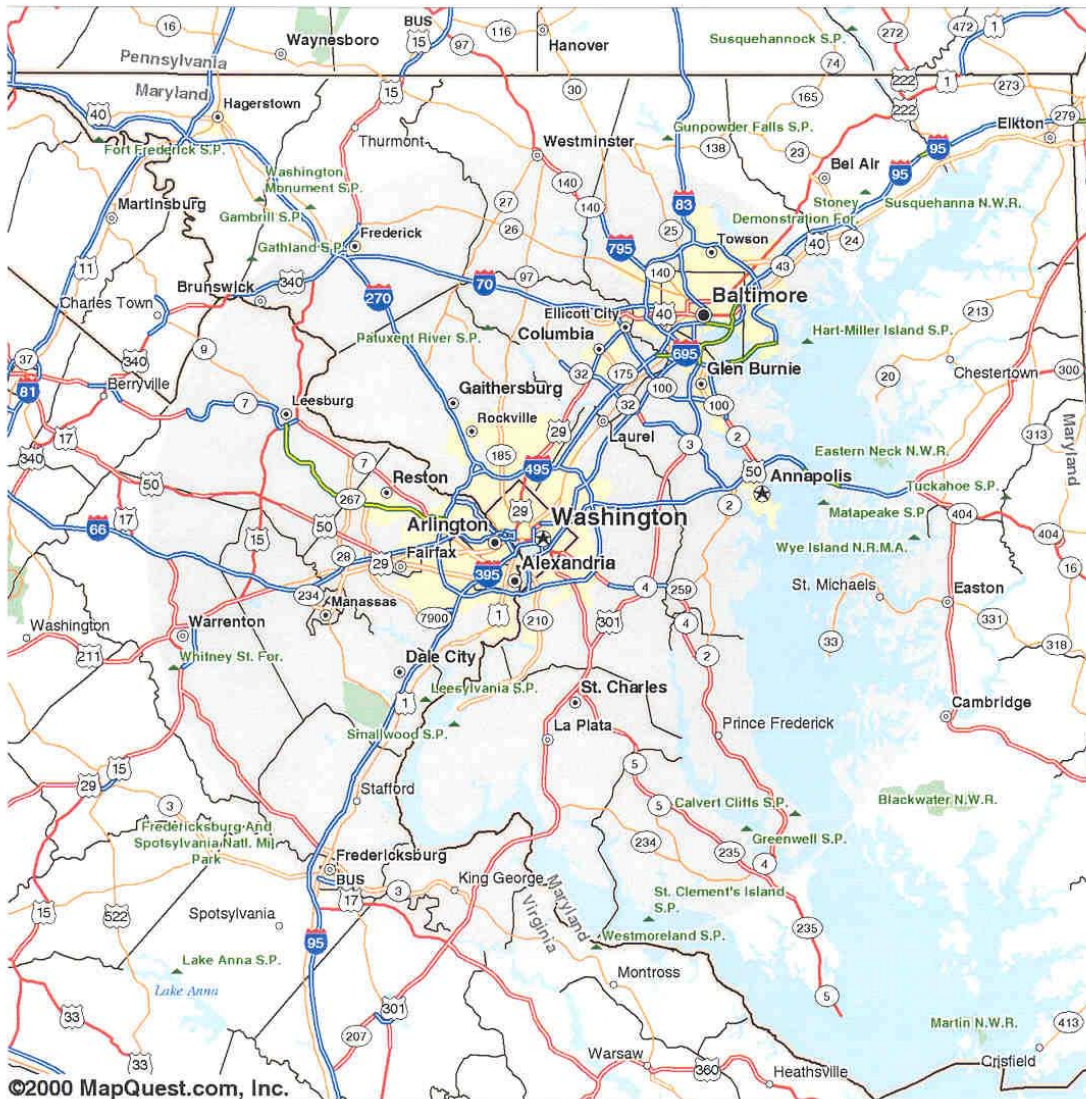 16
Waynesboro
BUS
15
97
116
Hanover
Susquehannock S.P.
272
472
1
74
Pennsylvania
Maryland
15
30
222
1
273
165
222
40
Hagerstown
Thurmont
Westminster
Gunpowder Falls S.P.
138
23
Elkton
279
95
Fort Frederick S.P.
Washington
Monument S.P.
140
Bel Air
95
Martinsburg
Gambrill S.P.
27
140
83
Stoney
Demonstration For.
Susquehanna N.W.R.
Frederick
26
25
795
Towson
40
24
Gathland S.P.
11
340
97
140
43
Brunswick
270
70
Baltimore
Charles Town
Ellicott City
40
213
Patuxent River S.P.
Columbia
Hart-Miller Island S.P.
37
9
340
695
Glen Burnie
Chestertown
81
Berryville
32
175
100
20
300
7
Leesburg
Gaithersburg
32
100
Rockville
29
Laurel
2
313
17
340
185
3
Maryland
7
495
50
Annapolis
Eastern Neck N.W.R.
50
267
Reston
Tuckahoe S.P.
17
29
2
Matapeake S.P.
404
66
15
50
Arlington
Washington
404
28
Fairfax
Wye Island N.R.M.A.
29
395
Alexandria
16
234
4
259
St. Michaels
Easton
Manassas
7900
1
210
301
4
331
Washington
Warrenton
33
318
211
Whitney St. For.
Dale City
2
Leesylvania S.P.
St. Charles
1
Cambridge
Smallwood S.P.
La Plata
Prince Frederick
15
5
29
Stafford
Calvert Cliffs S.P.
Blackwater N.W.R.
3
5
Fredericksburg And
Spotsylvania Natl. Mil
Park
234
Greenwell S.P.
235
4
Fredericksburg
BUS
3
King George
17
Maryland
Virginia
St. Clement's Island
S.P.
15
522
Spotsylvania
235
95
Westmoreland S.P.
Lake Anna S.P.
Montross
Lake Anna
5
33
301
Martin N.W.R.
413
207
33
Warsaw
360
Crisfield
Heathsville
©2000 MapQuest.com, Inc.